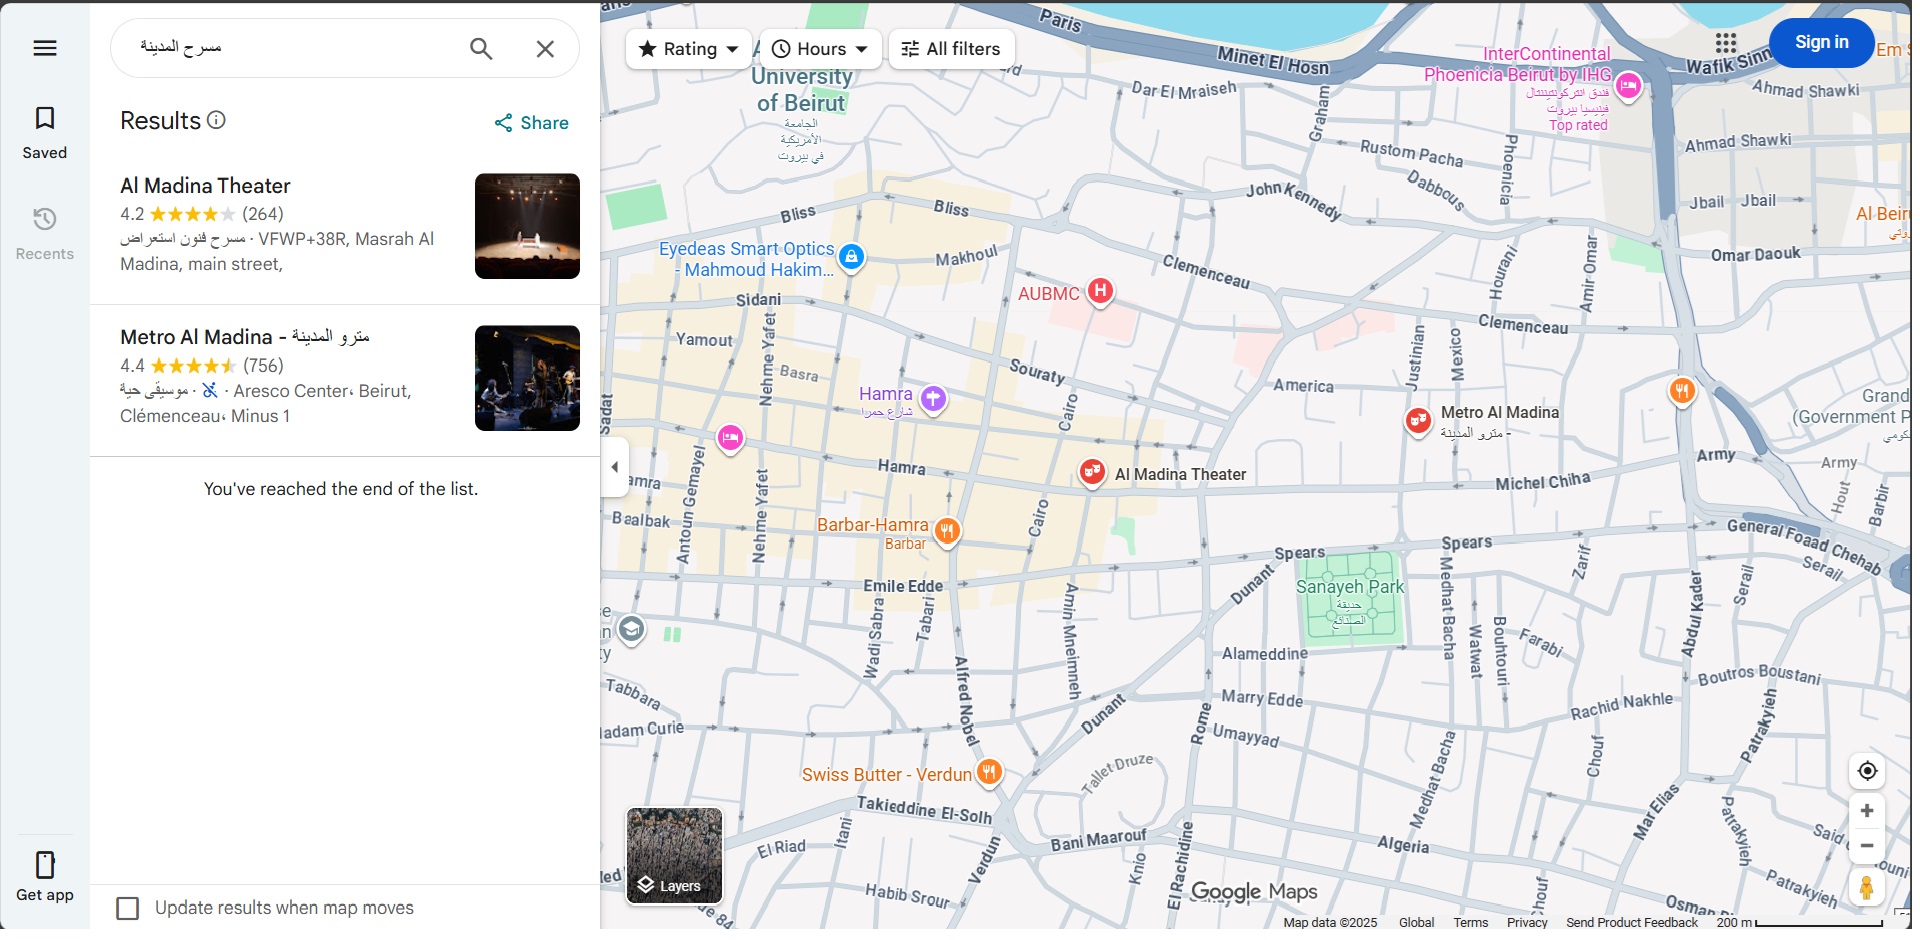 مسرح المدينة
Saved
Recents
Get app
Results
Share
Al Madina Theater
4.2 (264)
مسرح فنون استعراض · VFWP+38R, Masrah Al
Madina, main street,
Metro Al Madina - مترو المدينة
4.4 (756)
موسيقى حية · · Aresco Center، Beirut,
Clémenceau، Minus 1
You've reached the end of the list.
Update results when map moves
Rating
Hours
All filters
Sign in
Paris
Minet El Hosn
Wafik Sinn
InterContinental
Phoenicia Beirut by IHG
فندق انتركونتيننتال
فينيسيا بيروت
Top rated
University
of Beirut
الجامعة
الأمريكية
في بيروت
Dar El Mraiseh
Graham
Ahmad Shawki
Ahmad Shawki
Rustom Pacha
Phoenicia
Dabbous
John Kennedy
Jbail
Jbail
Al Beiru
Bliss
Bliss
Omar Daouk
Eyedeas Smart Optics
- Mahmoud Hakim...
Makhoul
Clemenceau
Hourani
Amir Omar
AUBMC
Sidani
Clemenceau
Yamout
Nehme Yafet
Basra
Souraty
Justinian
Mexico
America
Hamra
شارع حمرا
Cairo
Sadat
Metro Al Madina
- مترو المدينة
Grand
(Government P
Hamra
Al Madina Theater
Michel Chiha
Army
Army
Hout
Barbir
amra
Antoun Gemayel
Nehme Yafet
Baalbak
Cairo
Barbar-Hamra
Barbar
Spears
Spears
General Foaad Chehab
Serail
Serail
Zarif
Emile Edde
Dunant
Sanayeh Park
حديقة
الصنائع
Medhat Bacha
Abdul Kader
Wadi Sabra
Tabari
Amin Mneimneh
Watwat
Bouhtouri
Farabi
Alameddine
Tabbara
Alfred Nobel
Marry Edde
Boutros Boustani
Rachid Nakhle
Patrakyieh
adam Curie
Dunant
Rome
Umayyad
Chouf
Medhat Bacha
Swiss Butter - Verdun
Tallet Druze
Takieddine El-Solh
Itani
El Riad
Bani Maarouf
Algeria
Mar Elias
Patrakyieh
Said
Verdun
Knio
El Rachidine
Habib Srour
Chouf
Patrakyieh
Osman
Layers
Google Maps
Map data ©2025
Global
Terms
Privacy
Send Product Feedback
200 m